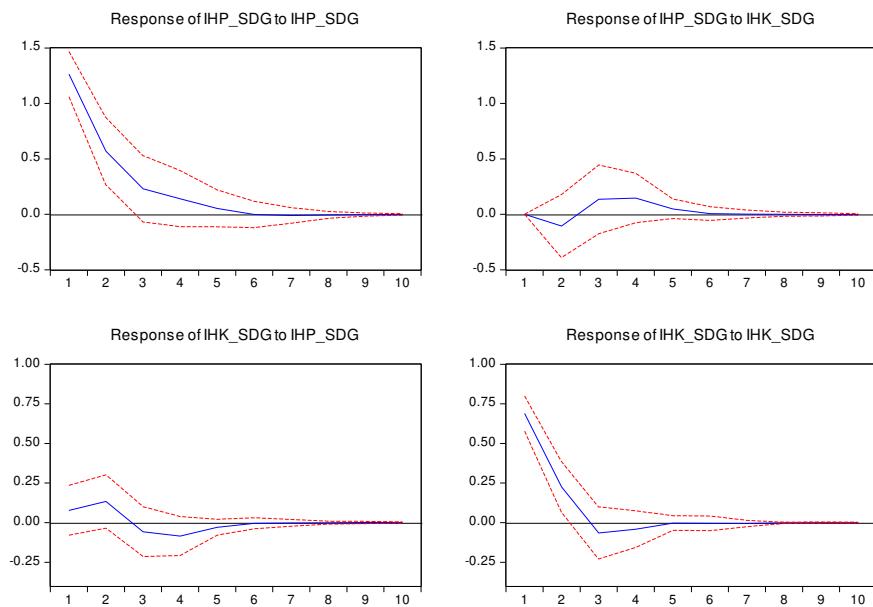 Response of IHP_SDG to IHP_SDG
1.5
1.0
0.5
0.0
-0.5
1 2 3 4 5 6 7 8 9 10
Response of IHP_SDG to IHK_SDG
1.5
1.0
0.5
0.0
-0.5
1 2 3 4 5 6 7 8 9 10
Response of IHK_SDG to IHP_SDG
1.00
0.75
0.50
0.25
0.00
-0.25
1 2 3 4 5 6 7 8 9 10
Response of IHK_SDG to IHK_SDG
1.00
0.75
0.50
0.25
0.00
-0.25
1 2 3 4 5 6 7 8 9 10